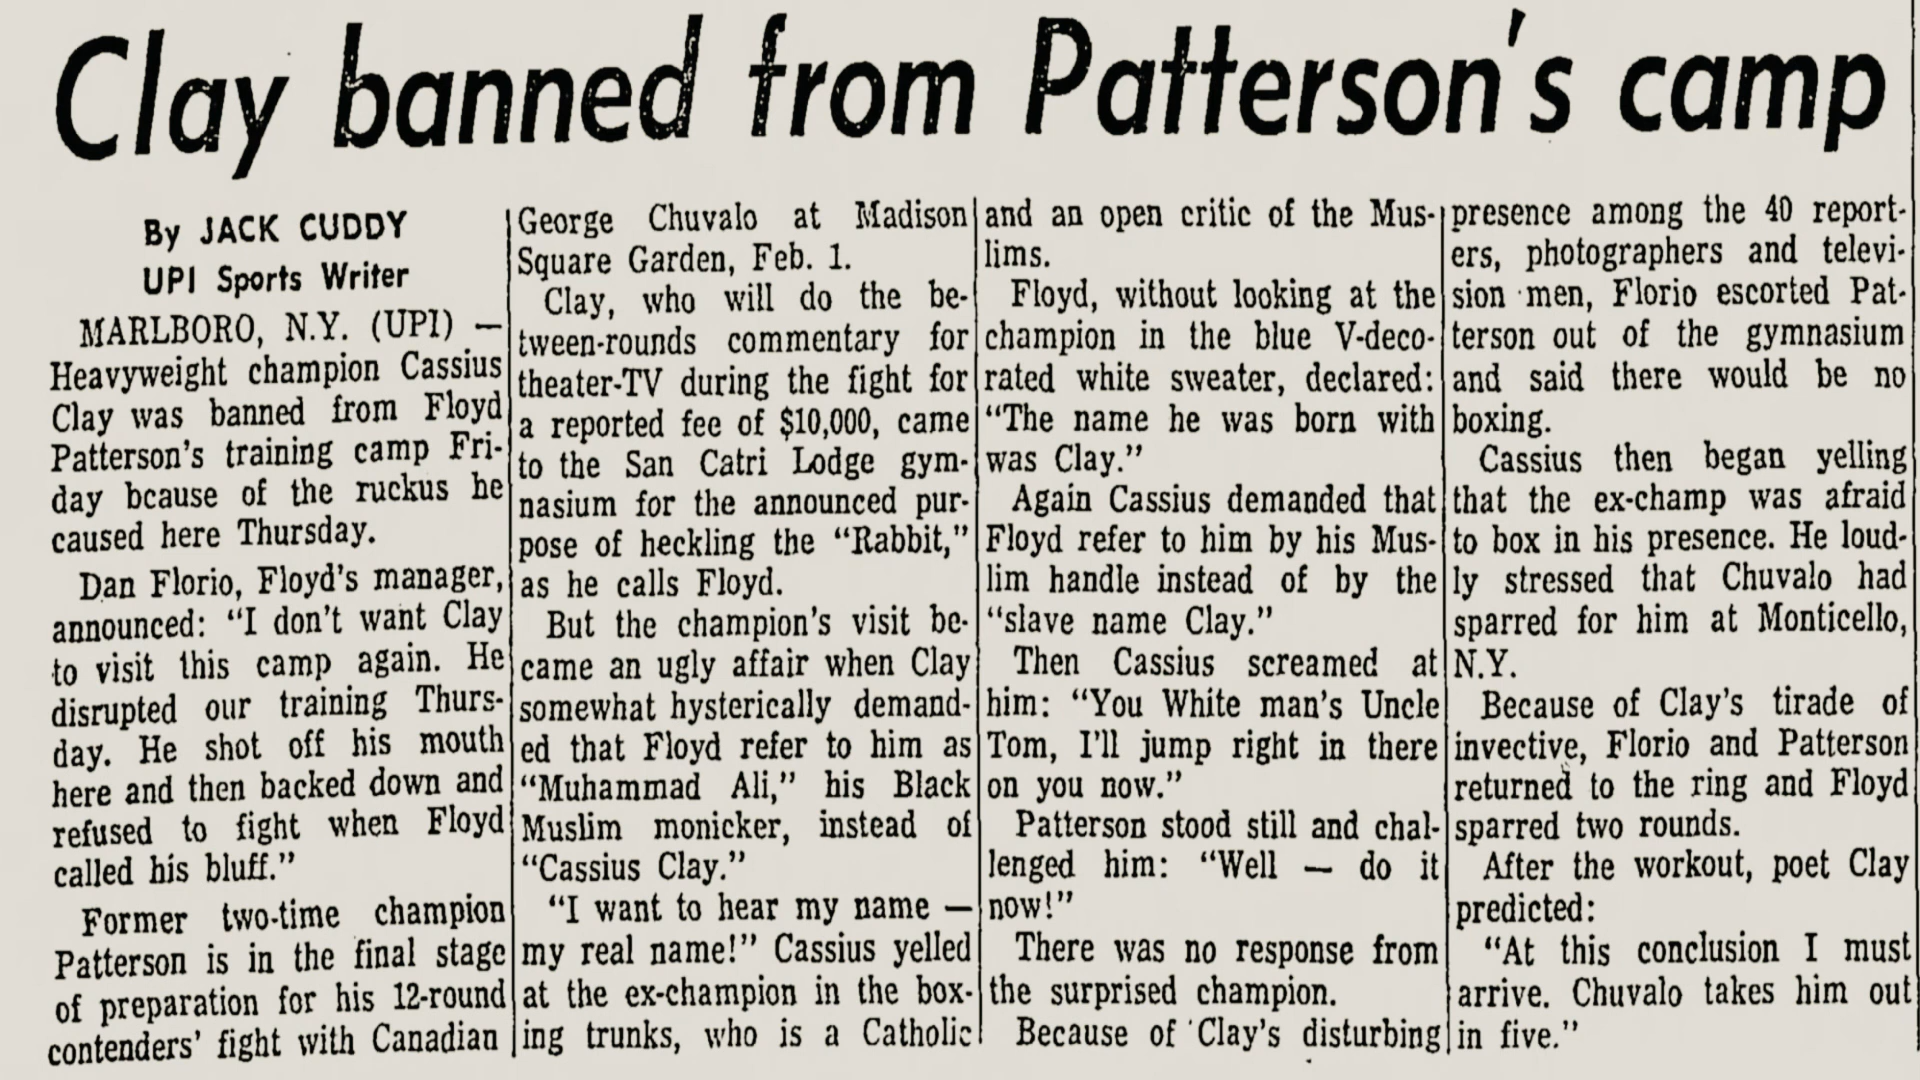 Clay banned from Patterson's camp
By JACK CUDDY
UPI Sports Writer
MARLBORO, N.Y. (UPI) —
Heavyweight champion Cassius
Clay was banned from Floyd
Patterson's training camp Fri-
day bcause of the ruckus he
caused here Thursday.
Dan Florio, Floyd's manager,
announced: “I don't want Clay
to visit this camp again. He
disrupted our training Thurs-
day. He shot off his mouth
here and then backed down and
refused to fight when Floyd
called his bluff.”
Former two-time champion
Patterson is in the final stage
of preparation for his 12-round
contenders' fight with Canadian
George Chuvalo at Madison
Square Garden, Feb. 1.
Clay, who will do the be-
tween-rounds commentary for
theater-TV during the fight for
a reported fee of $10,000, came
to the San Catri Lodge gym-
nasium for the announced pur-
pose of heckling the “Rabbit,”
as he calls Floyd.
But the champion's visit be-
came an ugly affair when Clay
somewhat hysterically demand-
ed that Floyd refer to him as
“Muhammad Ali,” his Black
Muslim monicker, instead of
“Cassius Clay.”
“I want to hear my name —
my real name!” Cassius yelled
at the ex-champion in the box-
ing trunks, who is a Catholic
and an open critic of the Mus-
lims.
Floyd, without looking at the
champion in the blue V-deco-
rated white sweater, declared:
“The name he was born with
was Clay.”
Again Cassius demanded that
Floyd refer to him by his Mus-
lim handle instead of by the
“slave name Clay.”
Then Cassius screamed at
him: “You White man's Uncle
Tom, I'll jump right in there
on you now.”
Patterson stood still and chal-
lenged him: “Well — do it
now!”
There was no response from
the surprised champion.
Because of Clay's disturbing
presence among the 40 report-
ers, photographers and televi-
sion men, Florio escorted Pat-
terson out of the gymnasium
and said there would be no
boxing.
Cassius then began yelling
that the ex-champ was afraid
to box in his presence. He loud-
ly stressed that Chuvalo had
sparred for him at Monticello,
N.Y.
Because of Clay's tirade of
invective, Florio and Patterson
returned to the ring and Floyd
sparred two rounds.
After the workout, poet Clay
predicted:
“At this conclusion I must
arrive. Chuvalo takes him out
in five.”